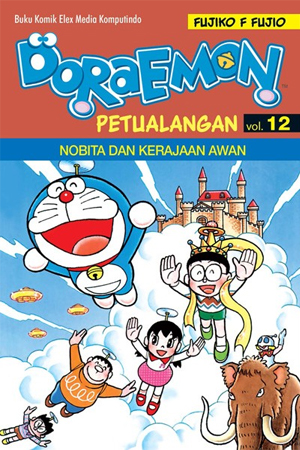 Buku Komik Elex Media Komputindo
FUJIKO F FUJIO
DORAEMON
PETUALANGAN vol. 12
NOBITA DAN KERAJAAN AWAN